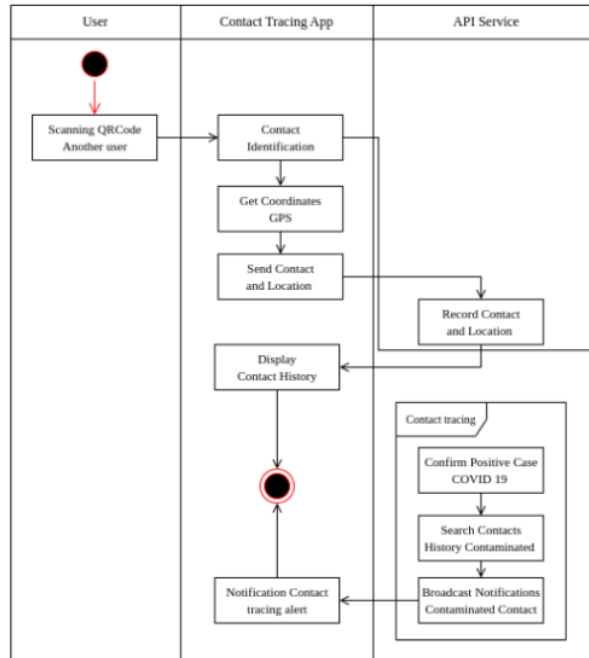 User
Contact Tracing App
API Service
Scanning QRCode
Another user
Contact
Identification
Get Coordinates
GPS
Send Contact
and Location
Record Contact
and Location
Display
Contact History
Contact tracing
Confirm Positive Case
COVID 19
Search Contacts
History Contaminated
Broadcast Notifications
Contaminated Contact
Notification Contact
tracing alert